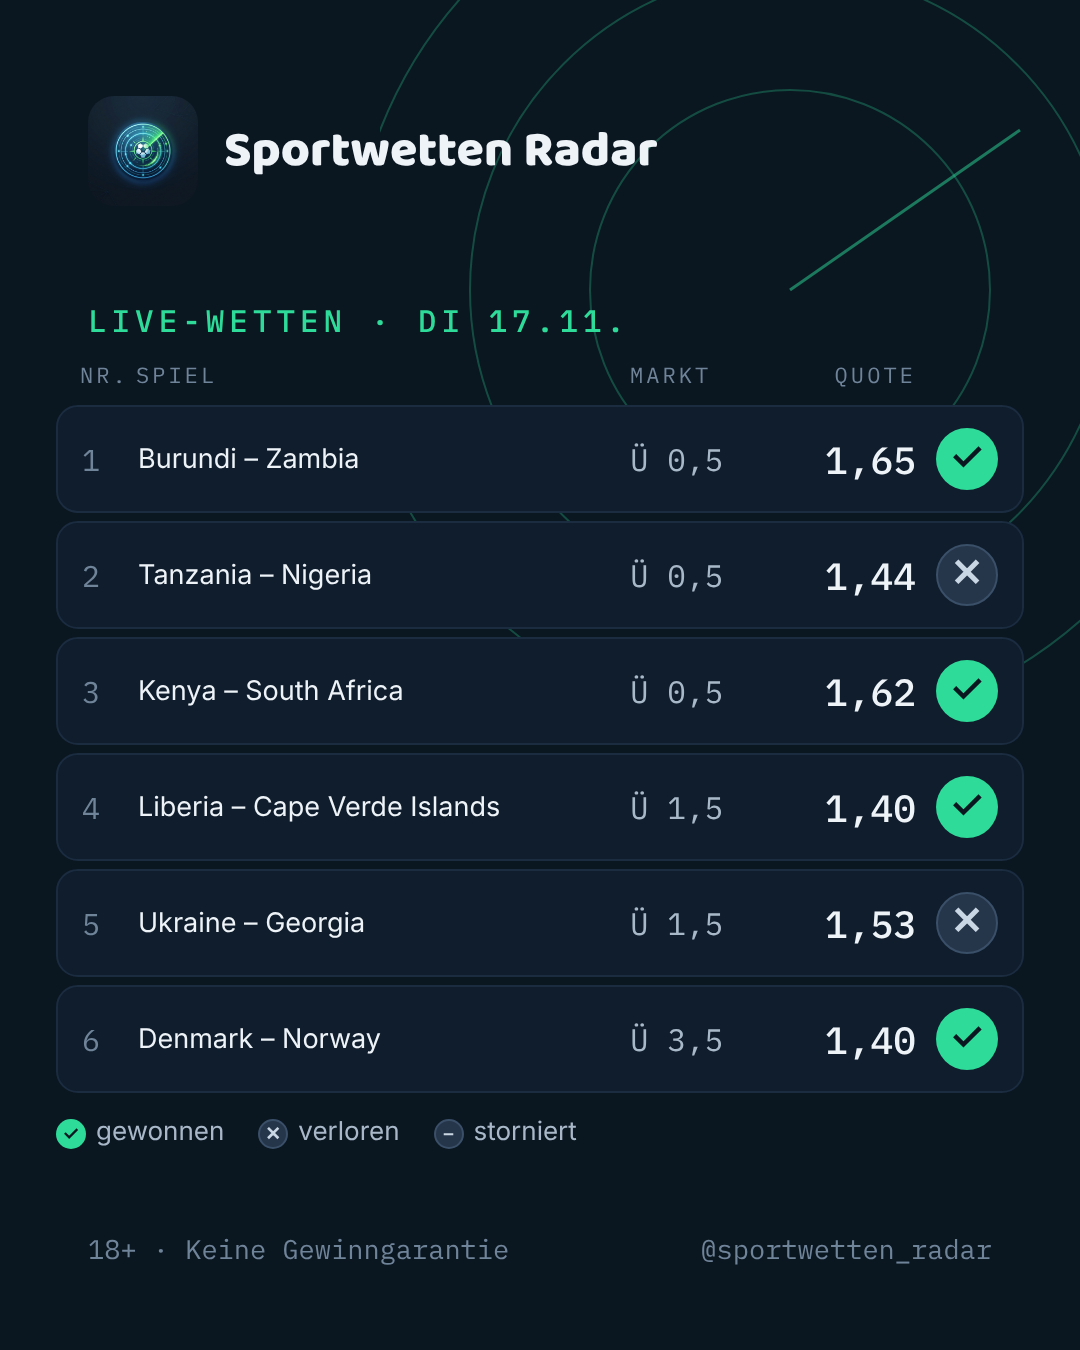 Sportwetten Radar
LIVE-WETTEN · DI 17.11.
NR. SPIEL MARKT QUOTE
1 Burundi – Zambia Ü 0,5 1,65
2 Tanzania – Nigeria Ü 0,5 1,44
3 Kenya – South Africa Ü 0,5 1,62
4 Liberia – Cape Verde Islands Ü 1,5 1,40
5 Ukraine – Georgia Ü 1,5 1,53
6 Denmark – Norway Ü 3,5 1,40
gewonnen verloren storniert
18+ · Keine Gewinngarantie @sportwetten_radar